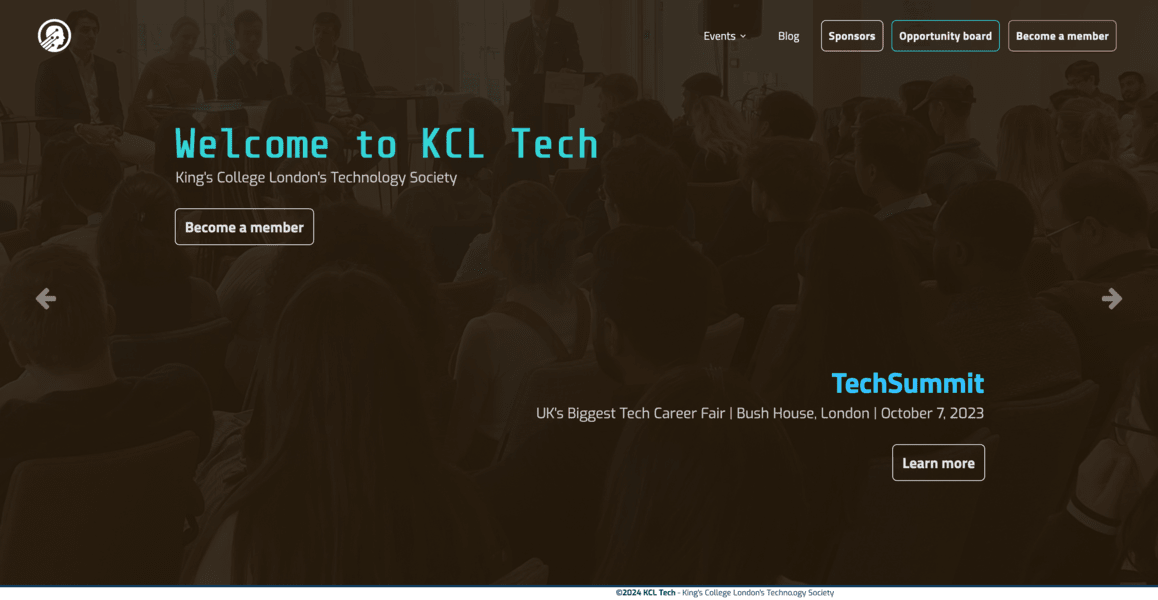 Events
Blog
Sponsors
Opportunity board
Become a member
Welcome to KCL Tech
King's College London's Technology Society
Become a member
TechSummit
UK's Biggest Tech Career Fair | Bush House, London | October 7, 2023
Learn more
©2024 KCL Tech - King's College London's Technology Society